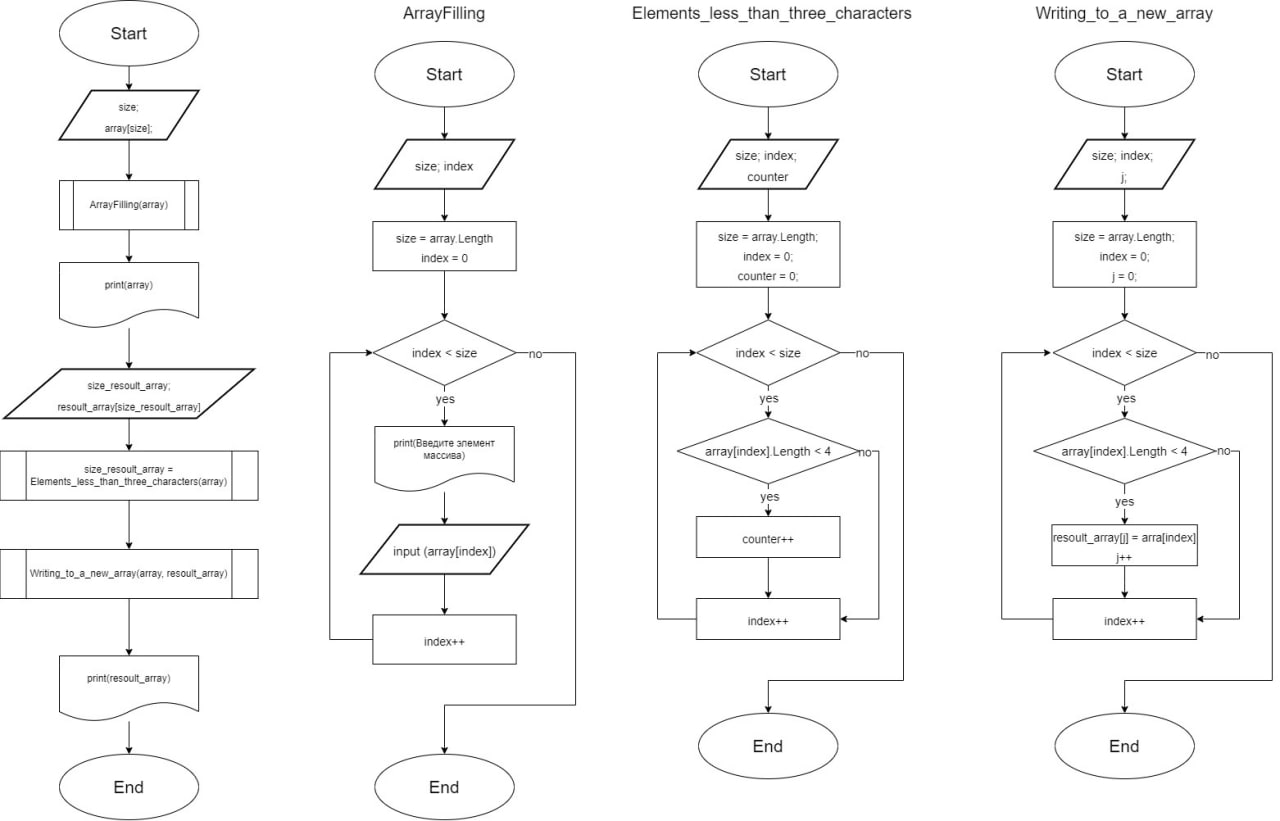 Start
size;
array[size];
ArrayFilling(array)
print(array)
size_resoult_array;
resoult_array[size_resoult_array]
size_resoult_array =
Elements_less_than_three_characters(array)
Writing_to_a_new_array(array, resoult_array)
print(resoult_array)
End
ArrayFilling
Start
size; index
size = array.Length
index = 0
index < size
no
yes
print(Введите элемент
массива)
input (array[index])
index++
End
Elements_less_than_three_characters
Start
size; index;
counter
size = array.Length;
index = 0;
counter = 0;
index < size
no
yes
array[index].Length < 4
no
yes
counter++
index++
End
Writing_to_a_new_array
Start
size; index;
j;
size = array.Length;
index = 0;
j = 0;
index < size
no
yes
array[index].Length < 4
no
yes
resoult_array[j] = arra[index]
j++
index++
End